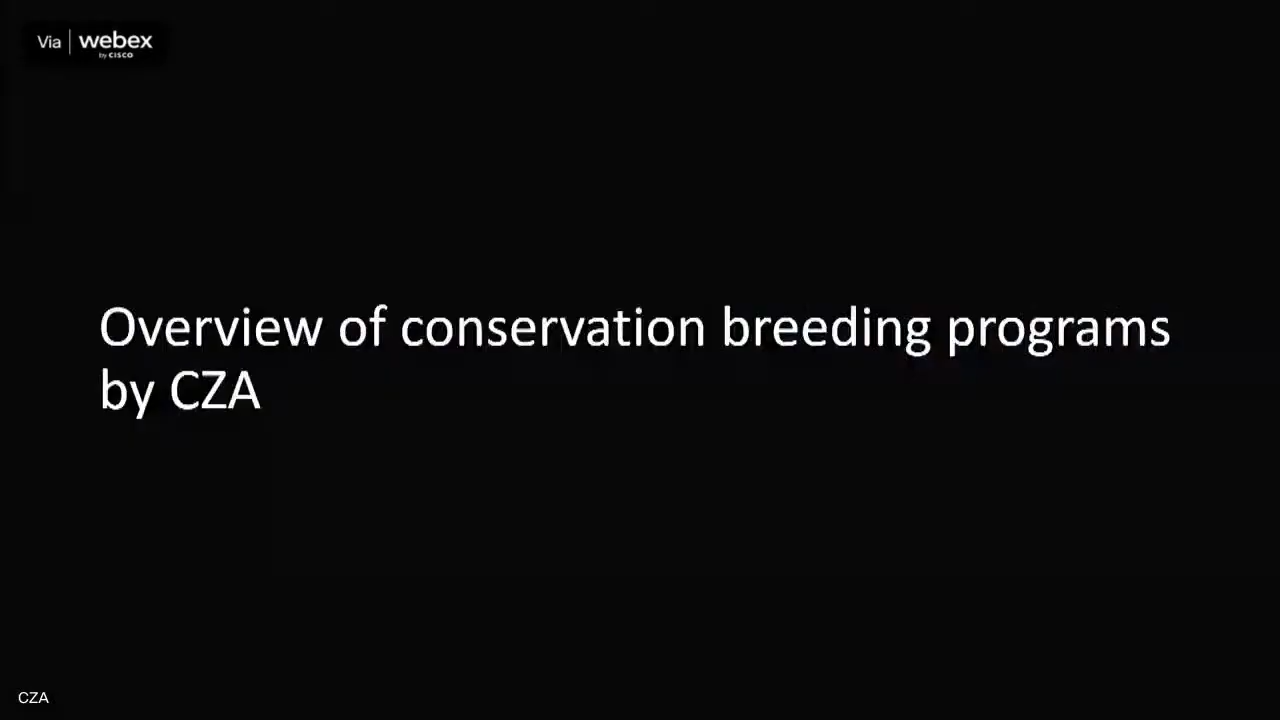 Via webex
by CISCO
Overview of conservation breeding programs
by CZA
CZA